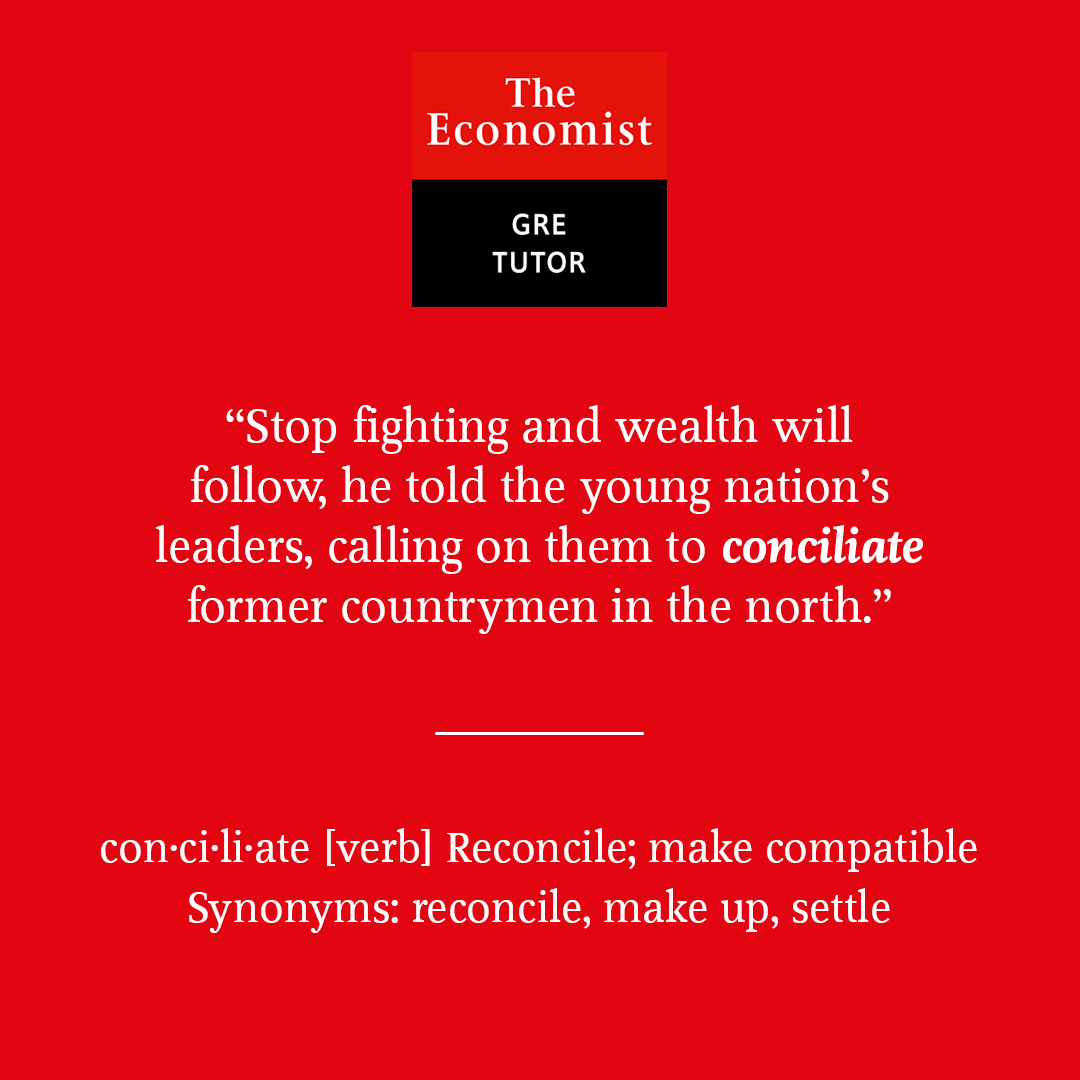 The
Economist
GRE
TUTOR
“Stop fighting and wealth will
follow, he told the young nation’s
leaders, calling on them to conciliate
former countrymen in the north.”
con·ci·li·ate [verb] Reconcile; make compatible
Synonyms: reconcile, make up, settle